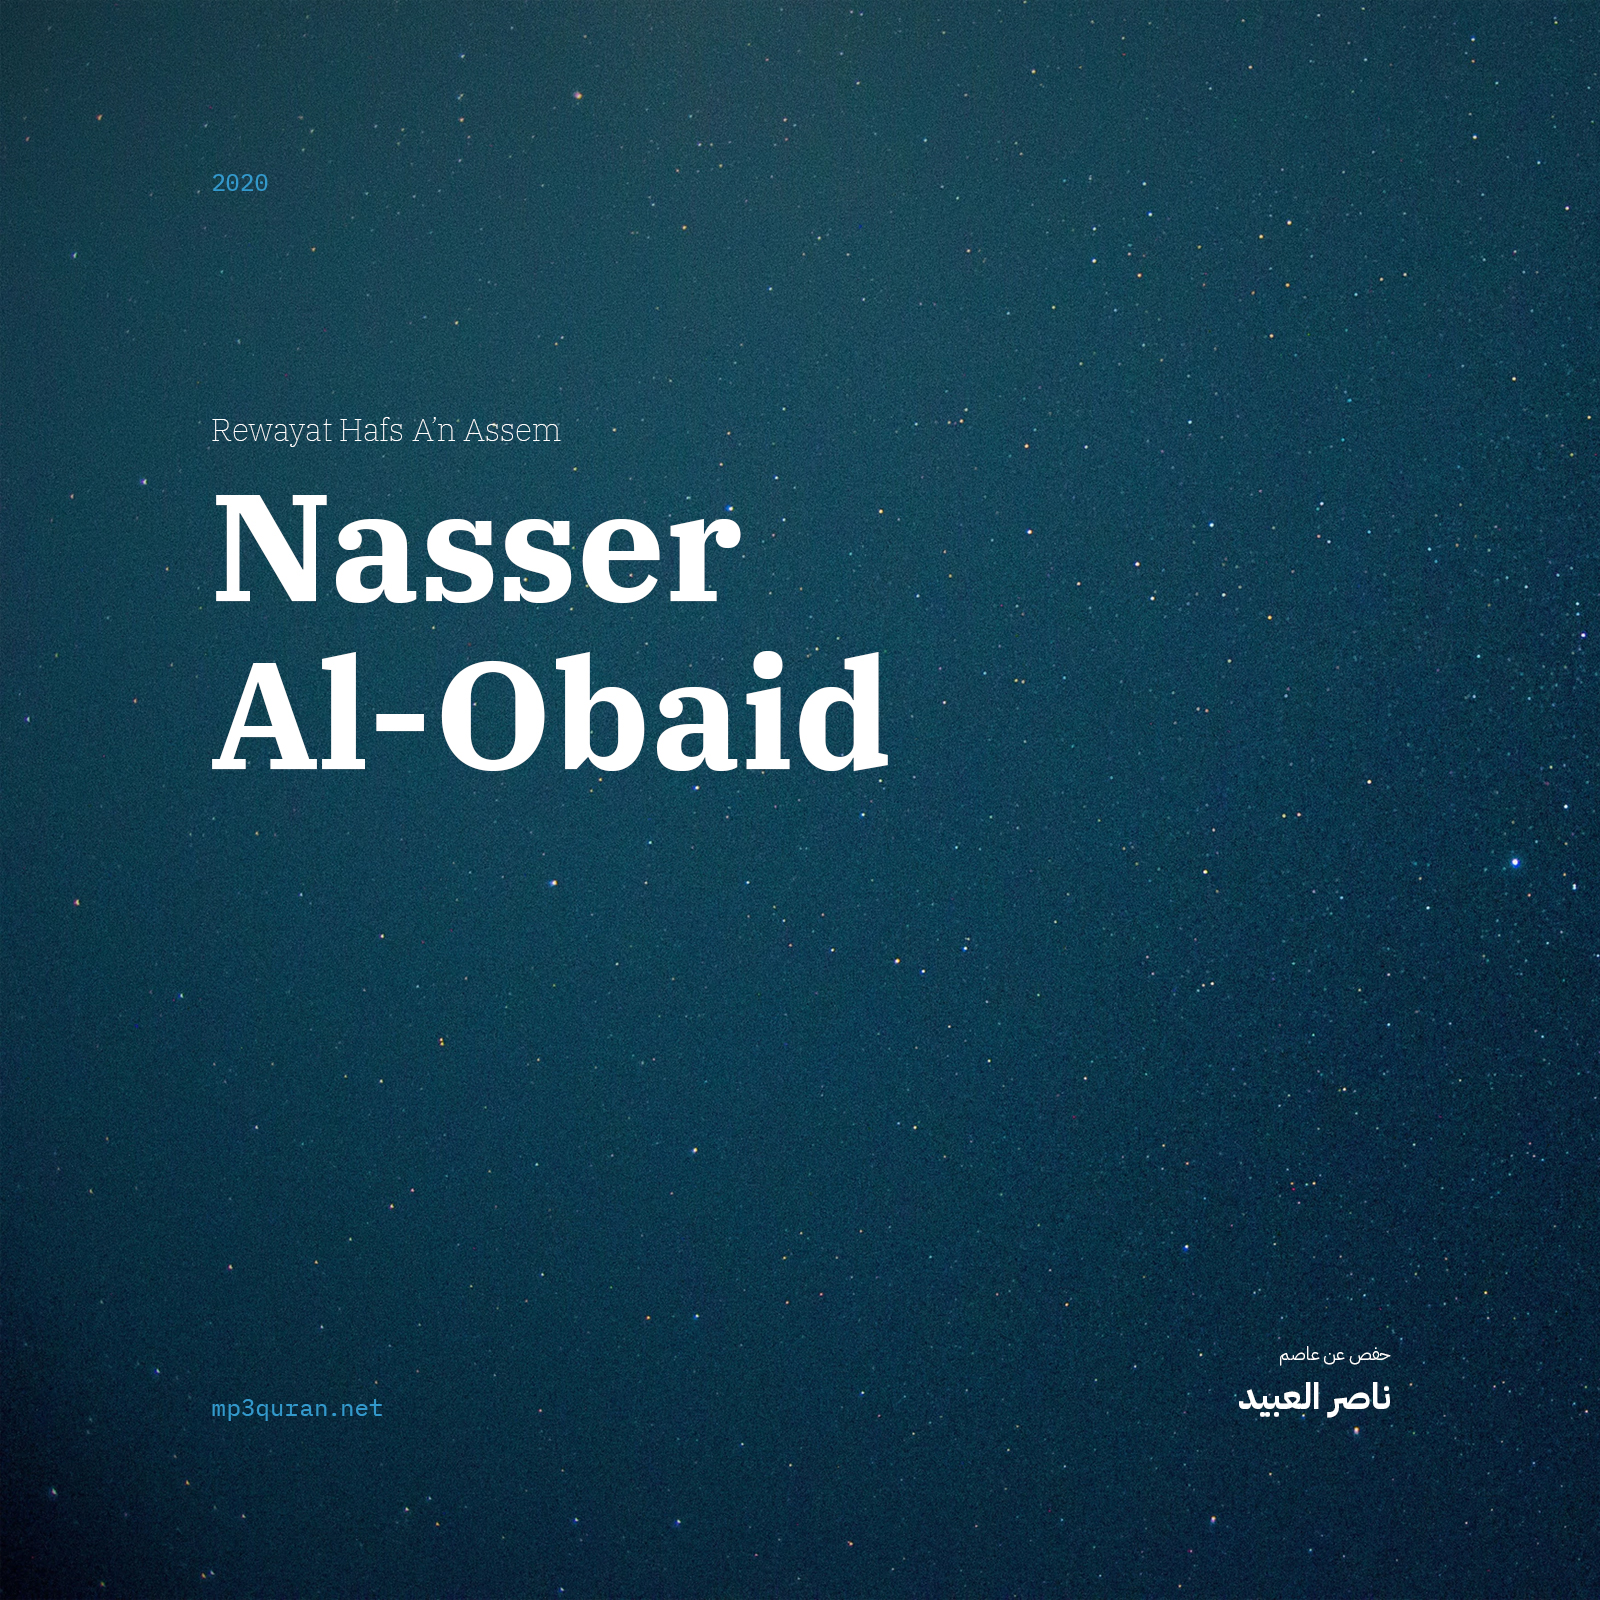 2020
Rewayat Hafs A’n Assem
Nasser
Al-Obaid
حفص عن عاصم
ناصر العبيد
mp3quran.net